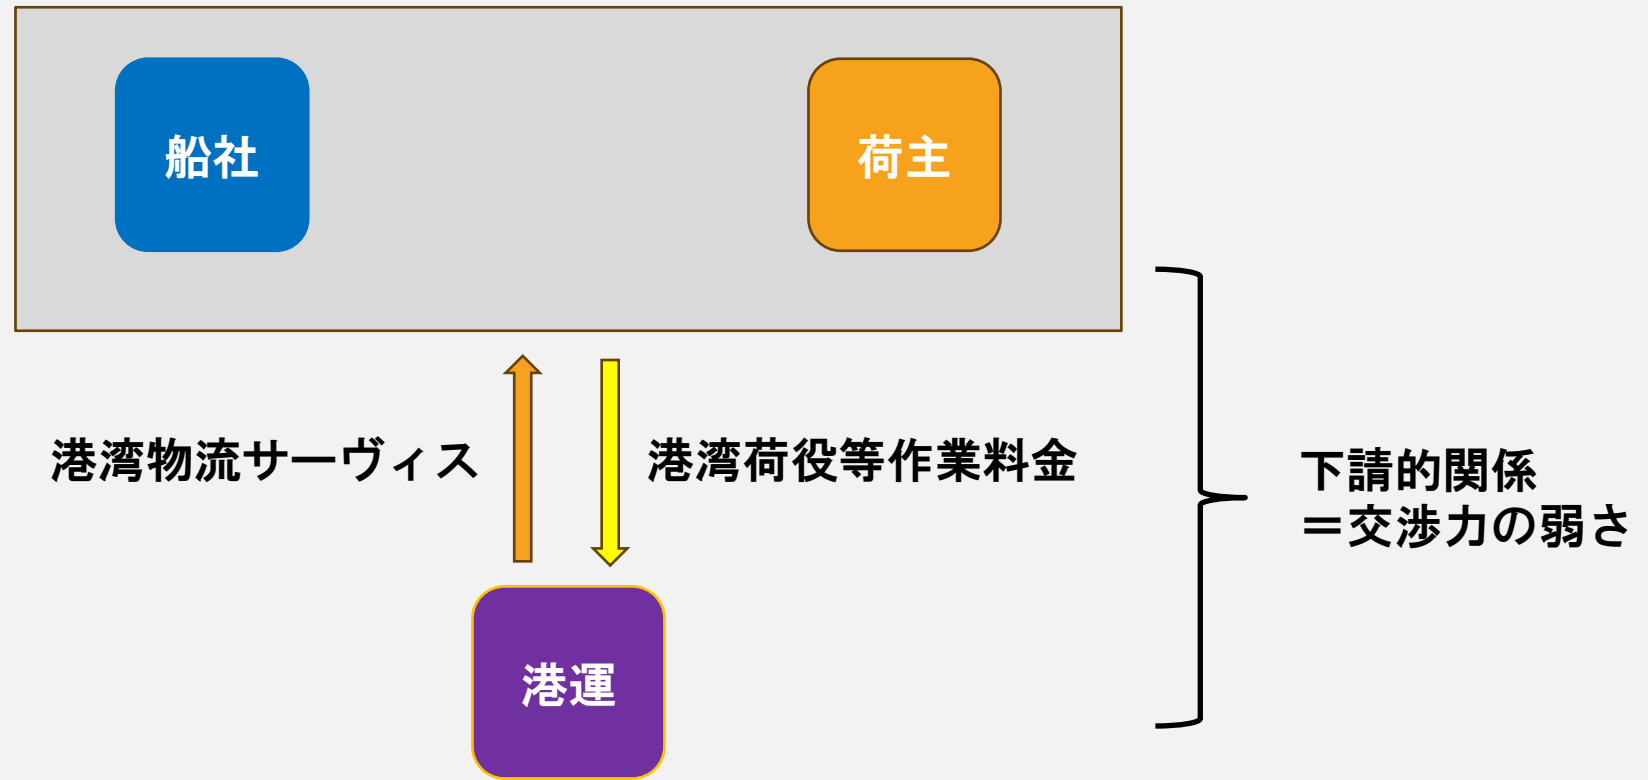 船社
荷主
港湾物流サーヴィス
港湾荷役等作業料金
下請的関係
＝交渉力の弱さ
港運